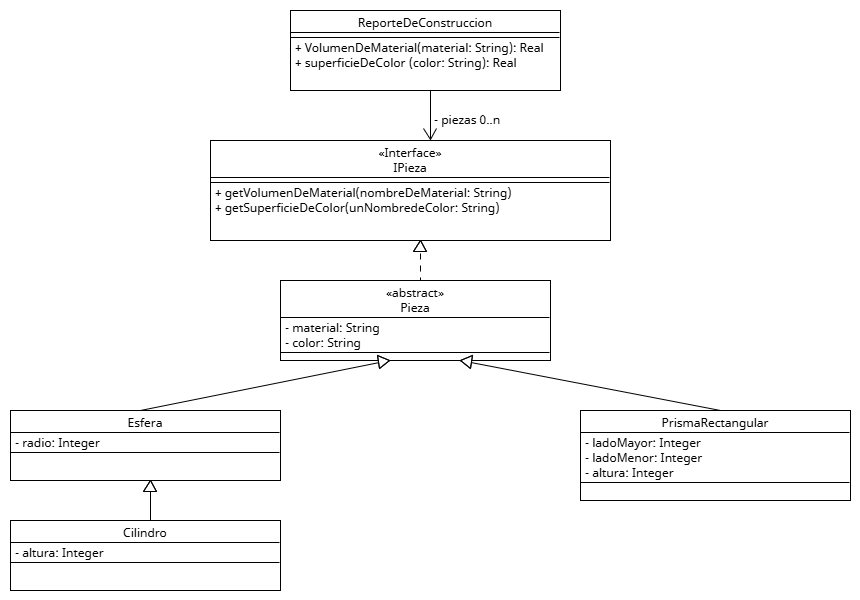 ReporteDeConstruccion
+ VolumenDeMaterial(material: String): Real
+ superficieDeColor (color: String): Real
- piezas 0..n
«Interface»
IPieza
+ getVolumenDeMaterial(nombreDeMaterial: String)
+ getSuperficieDeColor(unNombredeColor: String)
«abstract»
Pieza
- material: String
- color: String
Esfera
- radio: Integer
PrismaRectangular
- ladoMayor: Integer
- ladoMenor: Integer
- altura: Integer
Cilindro
- altura: Integer